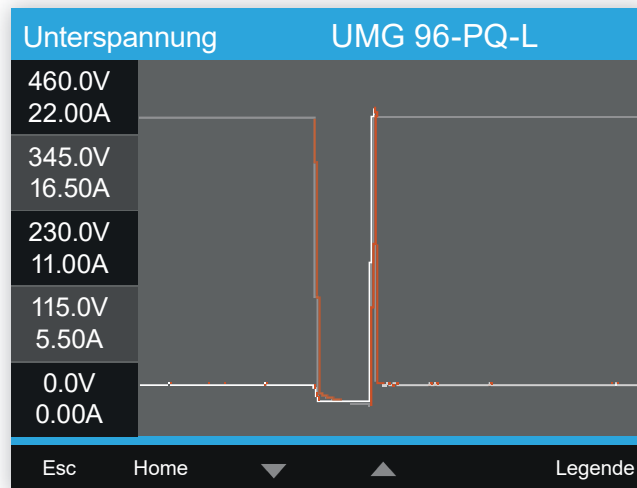 Unterspannung UMG 96-PQ-L
460.0V
22.00A
345.0V
16.50A
230.0V
11.00A
115.0V
5.50A
0.0V
0.00A
Esc Home Legende